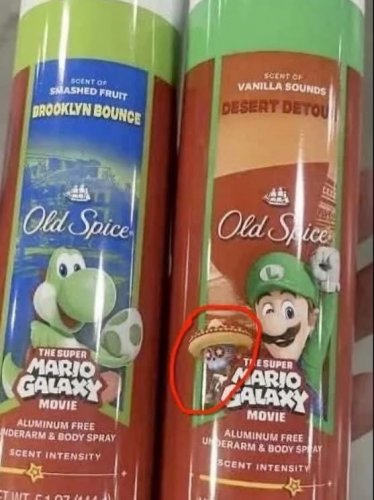 SCENT OF
SMASHED FRUIT
BROOKLYN BOUNCE
Old Spice
THE SUPER
MARIO
GALAXY
MOVIE
ALUMINUM FREE
UNDERARM & BODY SPRAY
SCENT INTENSITY
SCENT OF
VANILLA SOUNDS
DESERT DETOU
Old Spice
THE SUPER
MARIO
GALAXY
MOVIE
ALUMINUM FREE
UNDERARM & BODY SPRAY
SCENT INTENSITY